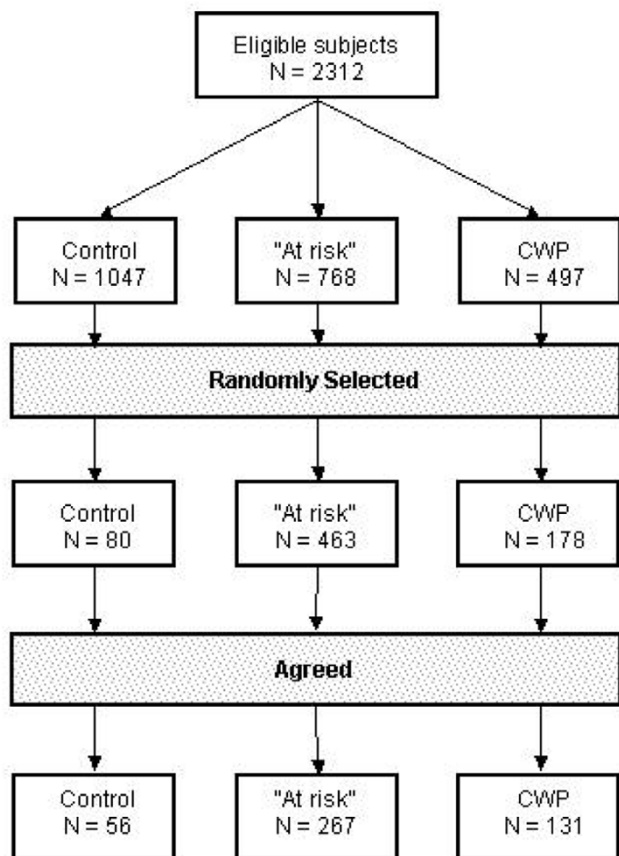 Eligible subjects
N = 2312
Control
N = 1047
"At risk"
N = 768
CWP
N = 497
Randomly Selected
Control
N = 80
"At risk"
N = 463
CWP
N = 178
Agreed
Control
N = 56
"At risk"
N = 267
CWP
N = 131